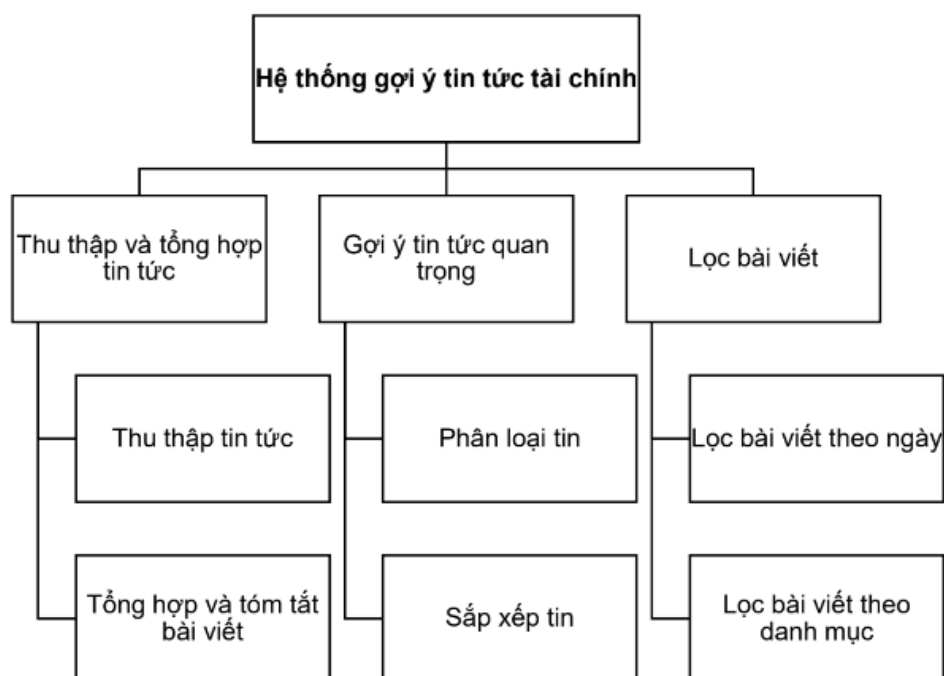 Hệ thống gợi ý tin tức tài chính
Thu thập và tổng hợp
tin tức
Gợi ý tin tức quan
trọng
Lọc bài viết
Thu thập tin tức
Phân loại tin
Lọc bài viết theo ngày
Tổng hợp và tóm tắt
bài viết
Sắp xếp tin
Lọc bài viết theo
danh mục